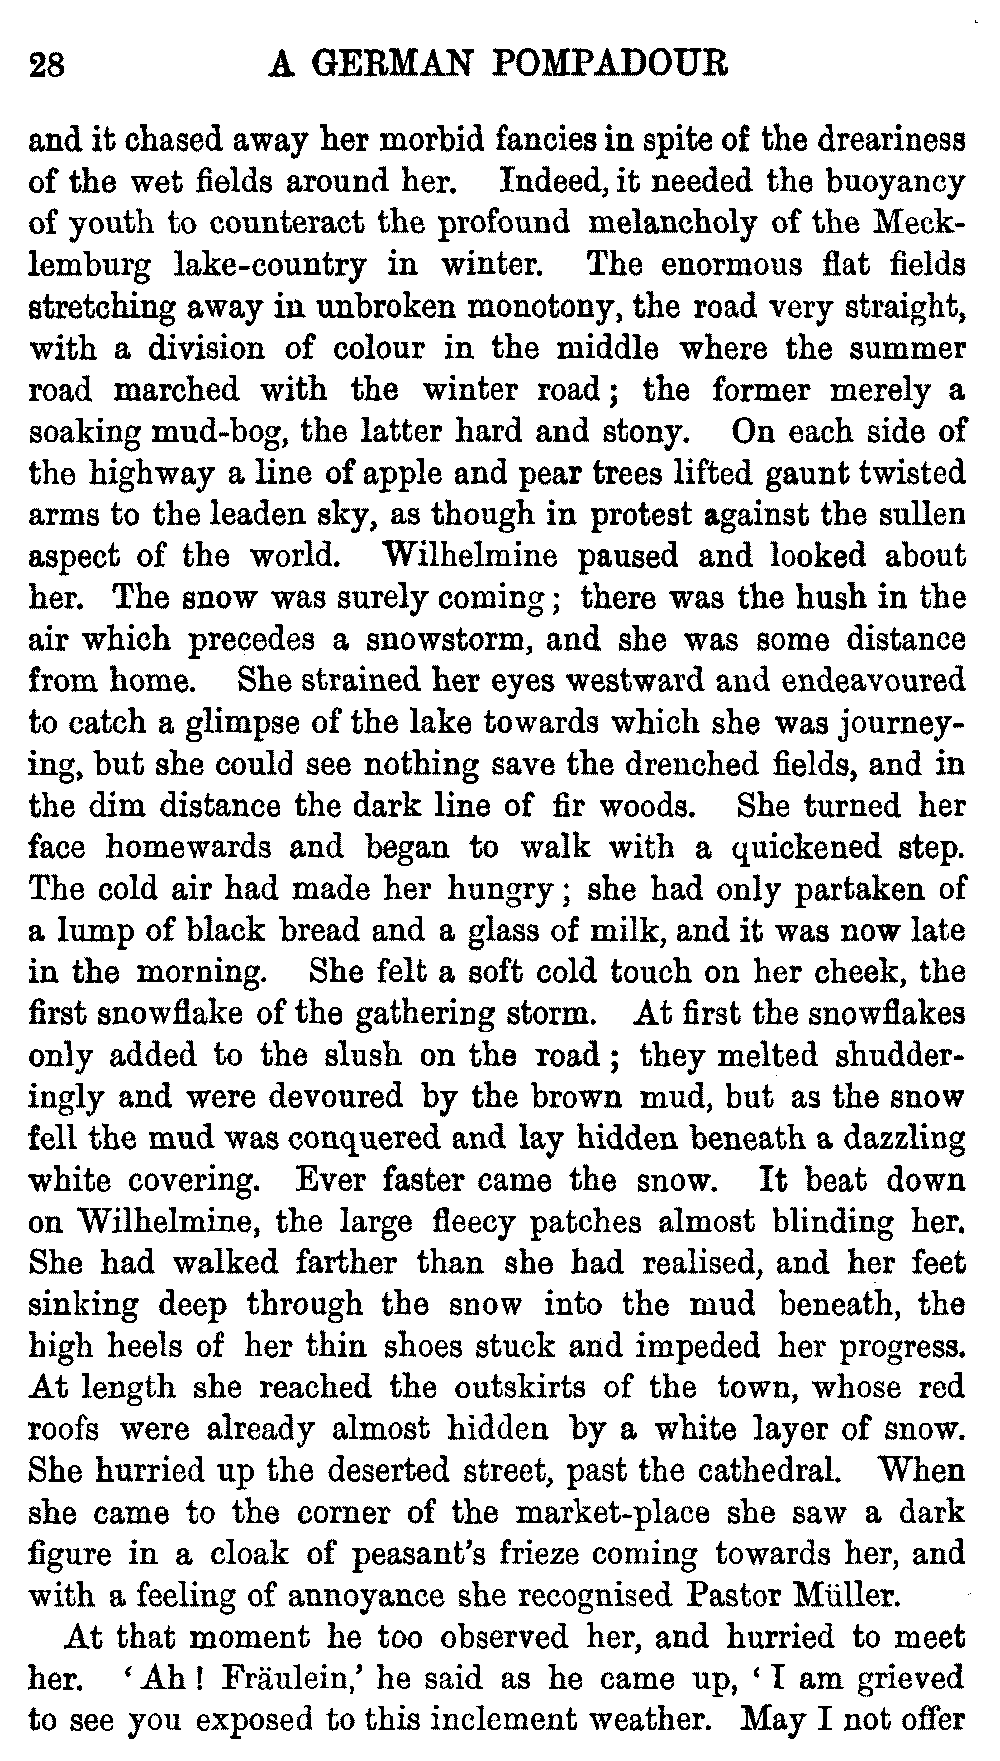 28 A GERMAN POMPADOUR
and it chased away her morbid fancies in spite of the dreariness
of the wet fields around her. Indeed, it needed the buoyancy
of youth to counteract the profound melancholy of the Meck-
lemburg lake-country in winter. The enormous flat fields
stretching away in unbroken monotony, the road very straight,
with a division of colour in the middle where the summer
road marched with the winter road; the former merely a
soaking mud-bog, the latter hard and stony. On each side of
the highway a line of apple and pear trees lifted gaunt twisted
arms to the leaden sky, as though in protest against the sullen
aspect of the world. Wilhelmine paused and looked about
her. The snow was surely coming; there was the hush in the
air which precedes a snowstorm, and she was some distance
from home. She strained her eyes westward and endeavoured
to catch a glimpse of the lake towards which she was journey-
ing, but she could see nothing save the drenched fields, and in
the dim distance the dark line of fir woods. She turned her
face homewards and began to walk with a quickened step.
The cold air had made her hungry; she had only partaken of
a lump of black bread and a glass of milk, and it was now late
in the morning. She felt a soft cold touch on her cheek, the
first snowflake of the gathering storm. At first the snowflakes
only added to the slush on the road; they melted shudder-
ingly and were devoured by the brown mud, but as the snow
fell the mud was conquered and lay hidden beneath a dazzling
white covering. Ever faster came the snow. It beat down
on Wilhelmine, the large fleecy patches almost blinding her.
She had walked farther than she had realised, and her feet
sinking deep through the snow into the mud beneath, the
high heels of her thin shoes stuck and impeded her progress.
At length she reached the outskirts of the town, whose red
roofs were already almost hidden by a white layer of snow.
She hurried up the deserted street, past the cathedral. When
she came to the corner of the market-place she saw a dark
figure in a cloak of peasant's frieze coming towards her, and
with a feeling of annoyance she recognised Pastor Müller.
At that moment he too observed her, and hurried to meet
her. 'Ah! Fräulein,' he said as he came up, 'I am grieved
to see you exposed to this inclement weather. May I not offer